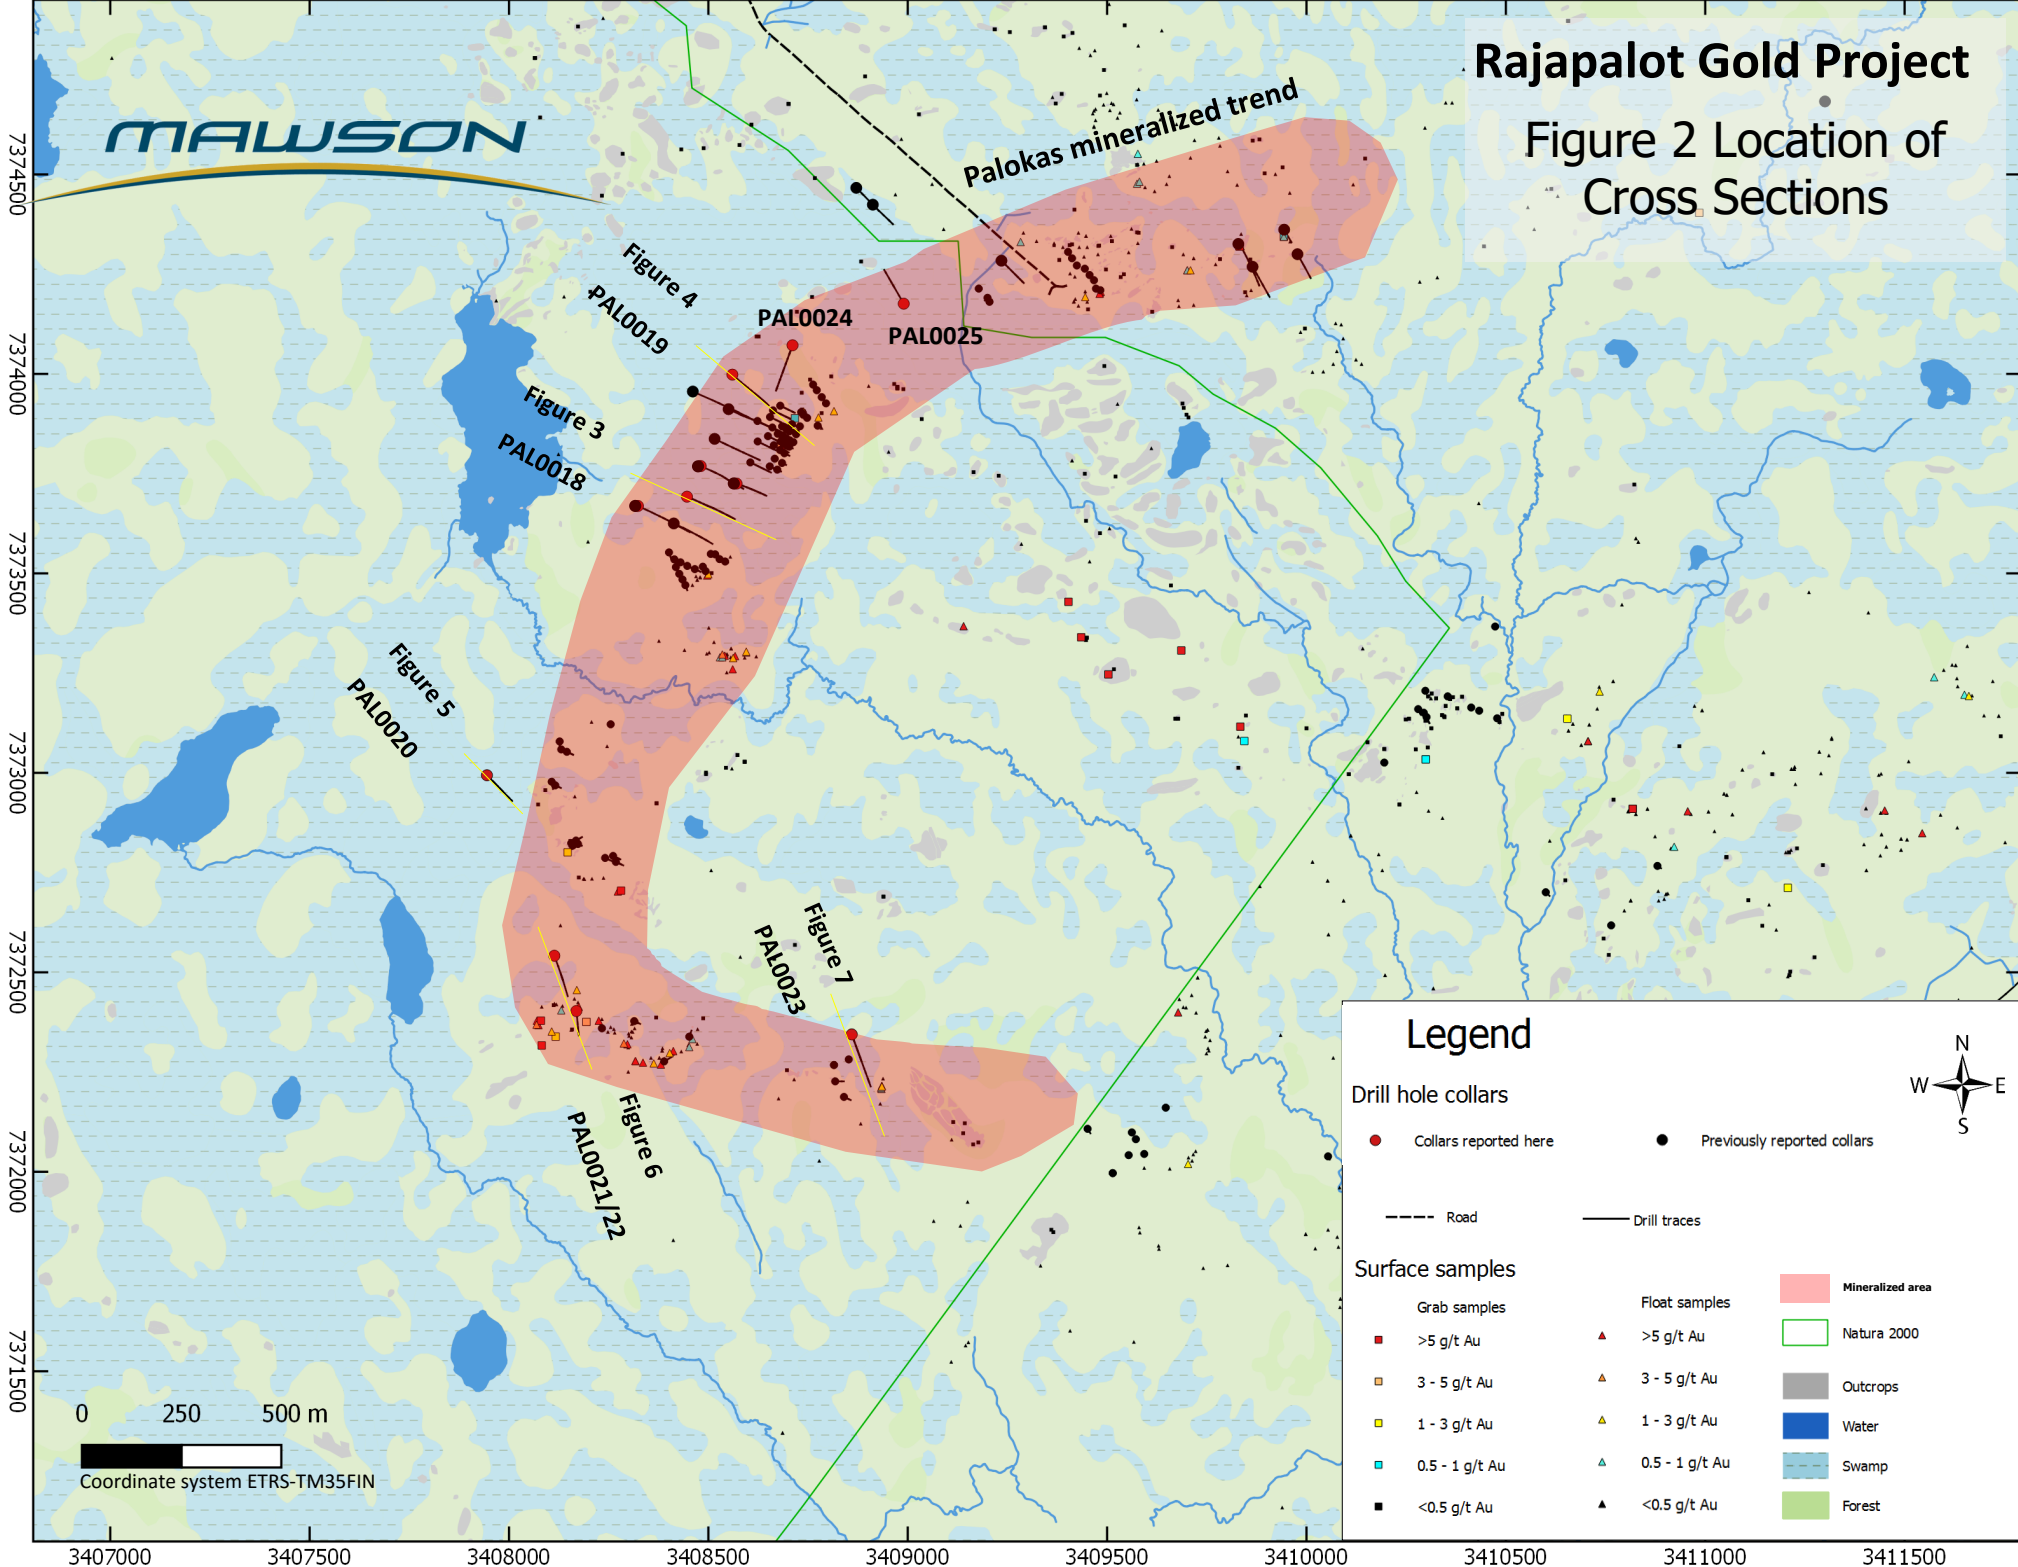 Rajapalot Gold Project
Figure 2 Location of
Cross Sections
MAWSON
Palokas mineralized trend
Figure 4
PAL0019
PAL0024
PAL0025
Figure 3
PAL0018
Figure 5
PAL0020
Figure 7
PAL0023
Figure 6
PAL0021/22
7374500
7374000
7373500
7373000
7372500
7372000
7371500
0 250 500 m
Coordinate system ETRS-TM35FIN
3407000 3407500 3408000 3408500 3409000 3409500 3410000 3410500 3411000 3411500
Legend
N
W E
S
Drill hole collars
Collars reported here
Previously reported collars
Road
Drill traces
Surface samples
Grab samples
>5 g/t Au
3 - 5 g/t Au
1 - 3 g/t Au
0.5 - 1 g/t Au
<0.5 g/t Au
Float samples
>5 g/t Au
3 - 5 g/t Au
1 - 3 g/t Au
0.5 - 1 g/t Au
<0.5 g/t Au
Mineralized area
Natura 2000
Outcrops
Water
Swamp
Forest